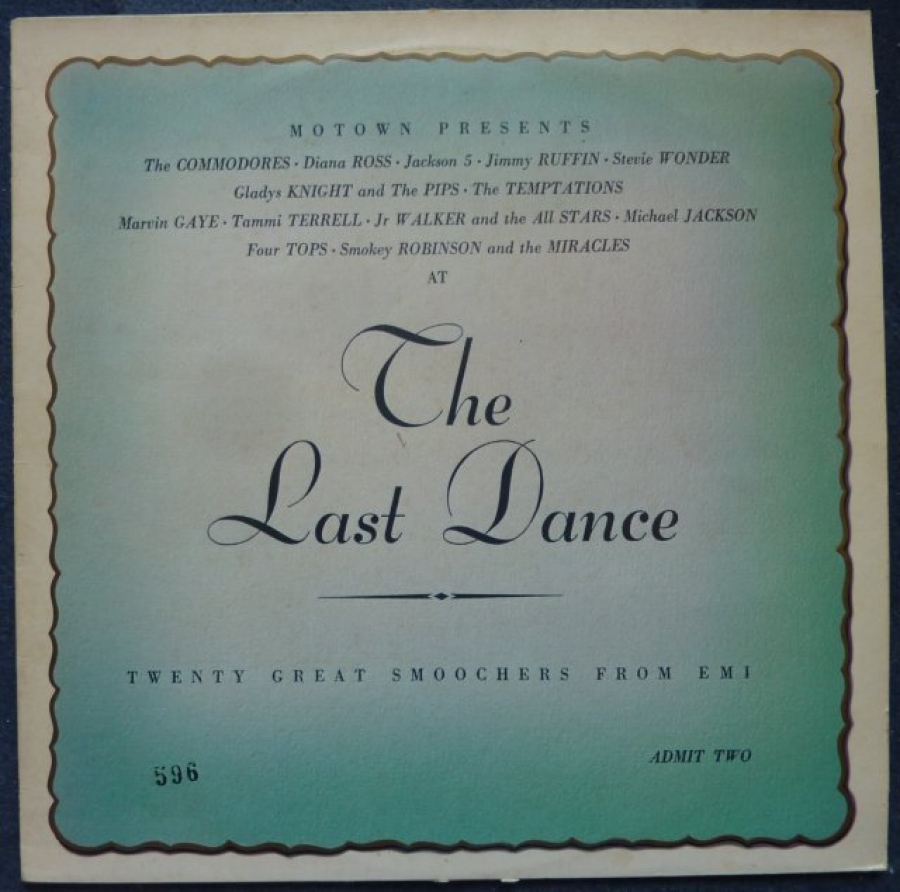 MOTOWN PRESENTS
The COMMODORES · Diana ROSS · Jackson 5 · Jimmy RUFFIN · Stevie WONDER
Gladys KNIGHT and The PIPS · The TEMPTATIONS
Marvin GAYE · Tammi TERRELL · Jr WALKER and the All STARS · Michael JACKSON
Four TOPS · Smokey ROBINSON and the MIRACLES
AT
The
Last Dance
TWENTY GREAT SMOOCHERS FROM EMI
ADMIT TWO
596